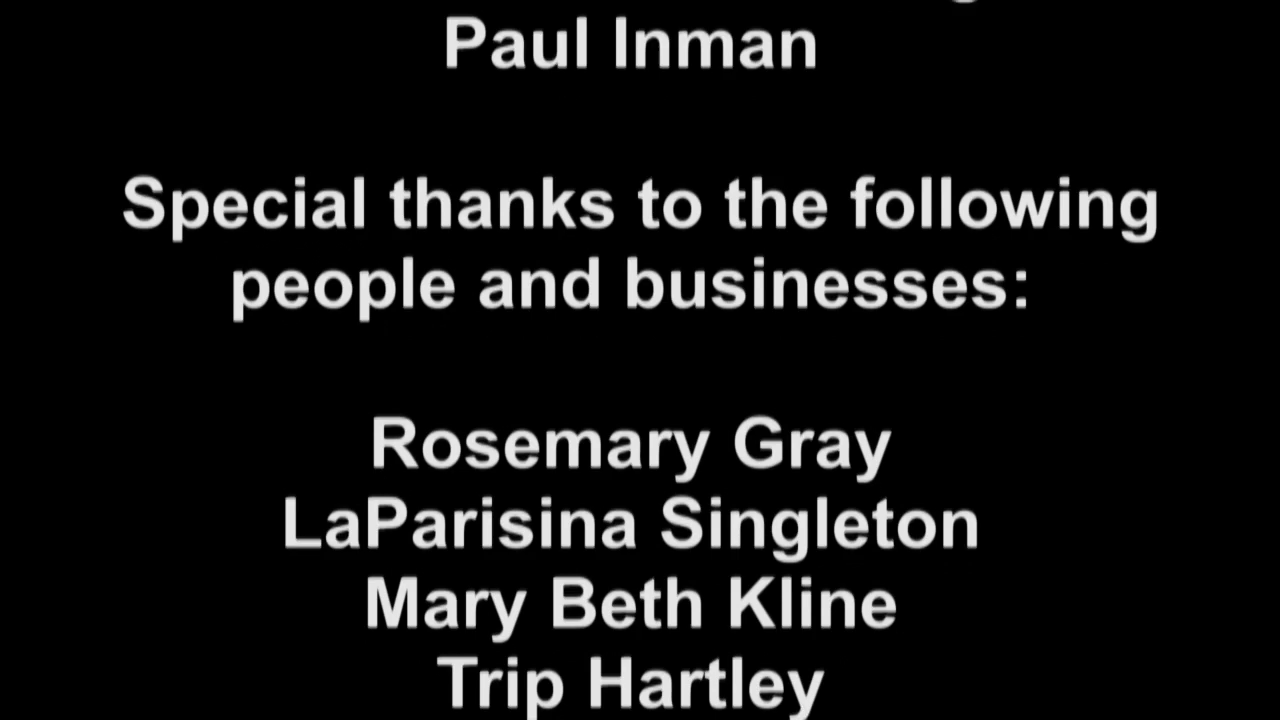 Paul Inman
Special thanks to the following
people and businesses:
Rosemary Gray
LaParisina Singleton
Mary Beth Kline
Trip Hartley